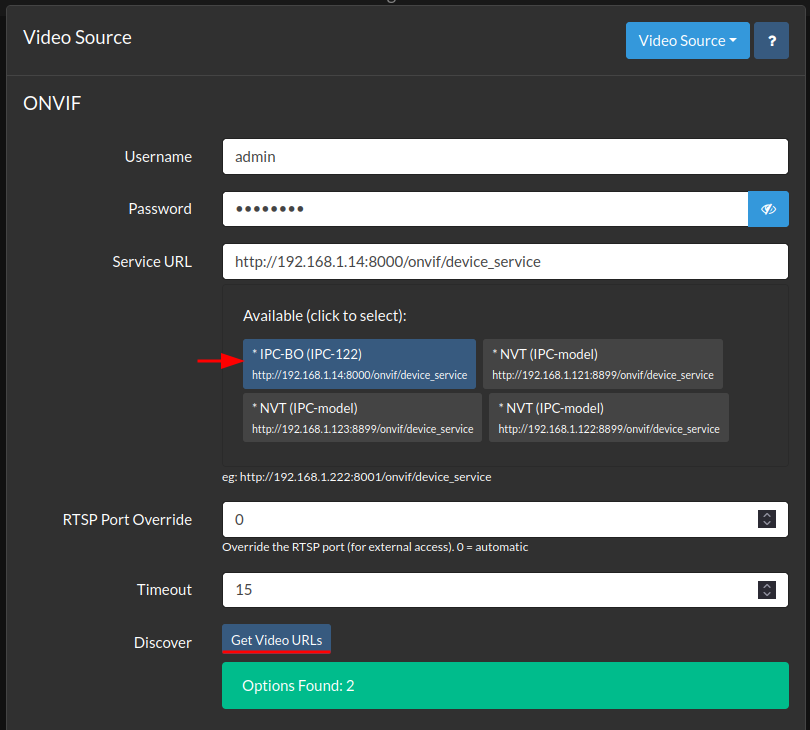 Video Source
Video Source
?
ONVIF
Username
admin
Password
••••••••
Service URL
http://192.168.1.14:8000/onvif/device_service
Available (click to select):
* IPC-BO (IPC-122)
http://192.168.1.14:8000/onvif/device_service
* NVT (IPC-model)
http://192.168.1.121:8899/onvif/device_service
* NVT (IPC-model)
http://192.168.1.123:8899/onvif/device_service
* NVT (IPC-model)
http://192.168.1.122:8899/onvif/device_service
eg: http://192.168.1.222:8001/onvif/device_service
RTSP Port Override
0
Override the RTSP port (for external access). 0 = automatic
Timeout
15
Discover
Get Video URLs
Options Found: 2